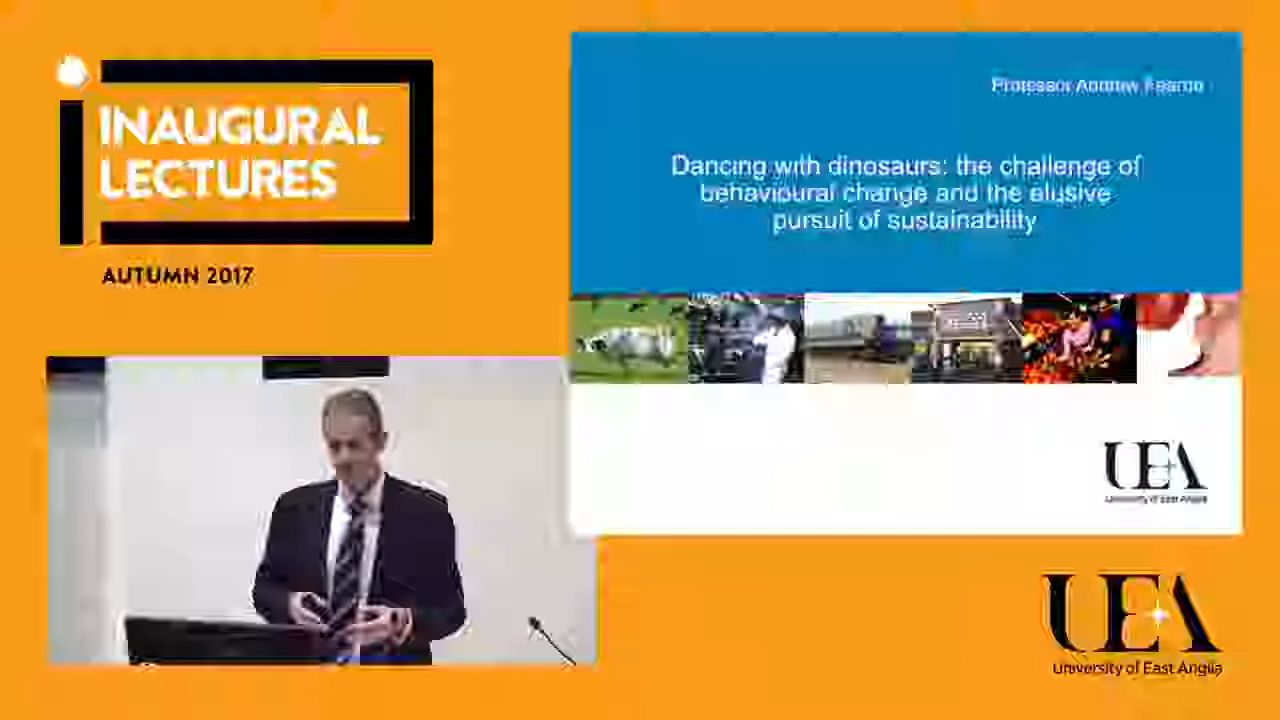 INAUGURAL
LECTURES
AUTUMN 2017
Professor Andrew Fearne
Dancing with dinosaurs: the challenge of
behavioural change and the elusive
pursuit of sustainability
UEA
University of East Anglia
UEA
University of East Anglia